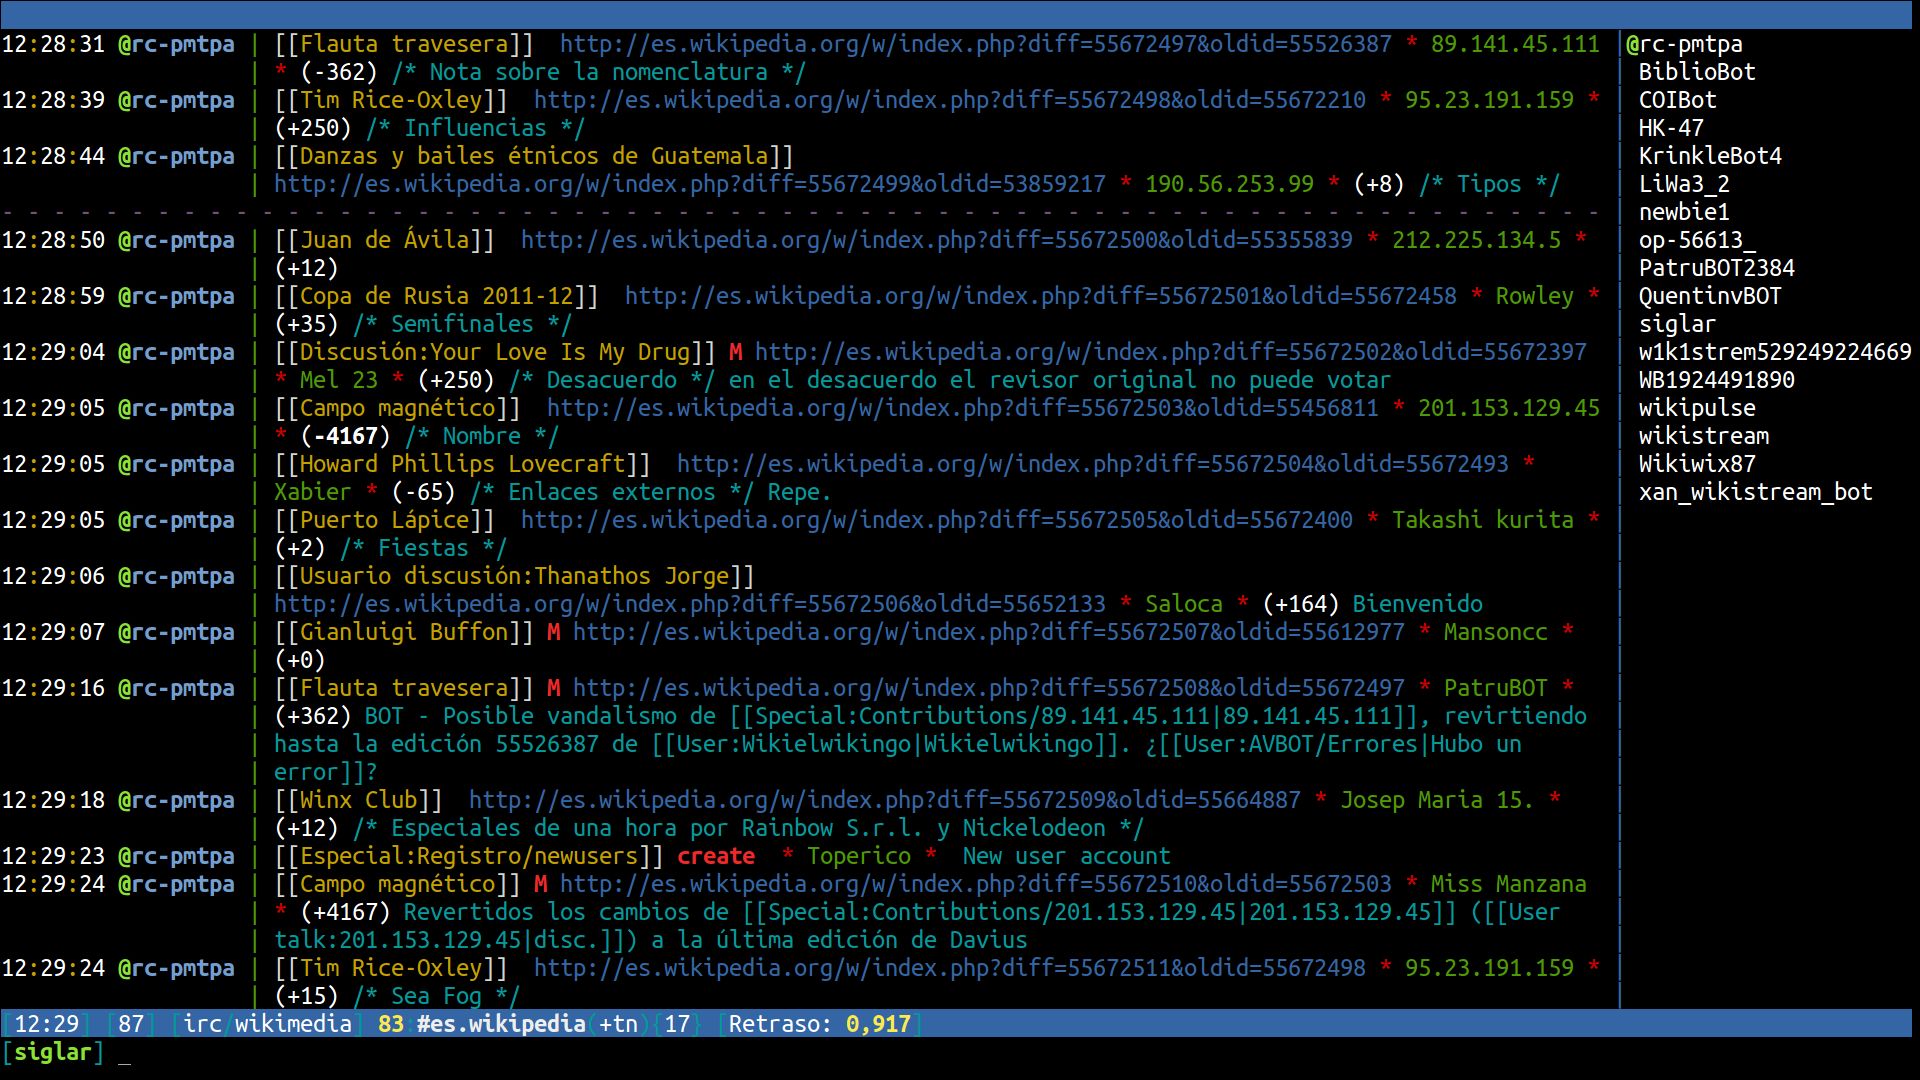 12:28:31 @rc-pmtpa | [[Flauta travesera]]  http://es.wikipedia.org/w/index.php?diff=55672497&oldid=55526387 * 89.141.45.111
| * (-362) /* Nota sobre la nomenclatura */
12:28:39 @rc-pmtpa | [[Tim Rice-Oxley]]  http://es.wikipedia.org/w/index.php?diff=55672498&oldid=55672210 * 95.23.191.159 *
| (+250) /* Influencias */
12:28:44 @rc-pmtpa | [[Danzas y bailes étnicos de Guatemala]]
| http://es.wikipedia.org/w/index.php?diff=55672499&oldid=53859217 * 190.56.253.99 * (+8) /* Tipos */
- - - - - - - - - - - - - - - - - - - - - - - - - - - - - - - - - - - - - - - - - - - - - - - - - - - - - - - - - - - - - -
12:28:50 @rc-pmtpa | [[Juan de Ávila]]  http://es.wikipedia.org/w/index.php?diff=55672500&oldid=55355839 * 212.225.134.5 *
| (+12)
12:28:59 @rc-pmtpa | [[Copa de Rusia 2011-12]]  http://es.wikipedia.org/w/index.php?diff=55672501&oldid=55672458 * Rowley *
| (+35) /* Semifinales */
12:29:04 @rc-pmtpa | [[Discusión:Your Love Is My Drug]] M http://es.wikipedia.org/w/index.php?diff=55672502&oldid=55672397
| * Mel 23 * (+250) /* Desacuerdo */ en el desacuerdo el revisor original no puede votar
12:29:05 @rc-pmtpa | [[Campo magnético]]  http://es.wikipedia.org/w/index.php?diff=55672503&oldid=55456811 * 201.153.129.45
| * (-4167) /* Nombre */
12:29:05 @rc-pmtpa | [[Howard Phillips Lovecraft]]  http://es.wikipedia.org/w/index.php?diff=55672504&oldid=55672493 *
| Xabier * (-65) /* Enlaces externos */ Repe.
12:29:05 @rc-pmtpa | [[Puerto Lápice]]  http://es.wikipedia.org/w/index.php?diff=55672505&oldid=55672400 * Takashi kurita *
| (+2) /* Fiestas */
12:29:06 @rc-pmtpa | [[Usuario discusión:Thanathos Jorge]]
| http://es.wikipedia.org/w/index.php?diff=55672506&oldid=55652133 * Saloca * (+164) Bienvenido
12:29:07 @rc-pmtpa | [[Gianluigi Buffon]] M http://es.wikipedia.org/w/index.php?diff=55672507&oldid=55612977 * Mansoncc *
| (+0)
12:29:16 @rc-pmtpa | [[Flauta travesera]] M http://es.wikipedia.org/w/index.php?diff=55672508&oldid=55672497 * PatruBOT *
| (+362) BOT - Posible vandalismo de [[Special:Contributions/89.141.45.111|89.141.45.111]], revirtiendo
| hasta la edición 55526387 de [[User:Wikielwikingo|Wikielwikingo]]. ¿[[User:AVBOT/Errores|Hubo un
| error]]?
12:29:18 @rc-pmtpa | [[Winx Club]]  http://es.wikipedia.org/w/index.php?diff=55672509&oldid=55664887 * Josep Maria 15. *
| (+12) /* Especiales de una hora por Rainbow S.r.l. y Nickelodeon */
12:29:23 @rc-pmtpa | [[Especial:Registro/newusers]] create  * Toperico *  New user account
12:29:24 @rc-pmtpa | [[Campo magnético]] M http://es.wikipedia.org/w/index.php?diff=55672510&oldid=55672503 * Miss Manzana
| * (+4167) Revertidos los cambios de [[Special:Contributions/201.153.129.45|201.153.129.45]] ([[User
| talk:201.153.129.45|disc.]]) a la última edición de Davius
12:29:24 @rc-pmtpa | [[Tim Rice-Oxley]]  http://es.wikipedia.org/w/index.php?diff=55672511&oldid=55672498 * 95.23.191.159 *
| (+15) /* Sea Fog */
@rc-pmtpa
BiblioBot
COIBot
HK-47
KrinkleBot4
LiWa3_2
newbie1
op-56613_
PatruBOT2384
QuentinvBOT
siglar
w1k1strem529249224669
WB1924491890
wikipulse
wikistream
Wikiwix87
xan_wikistream_bot
[12:29] [87] [irc/wikimedia] 83:#es.wikipedia(+tn){17} [Retraso: 0,917]
[siglar] _